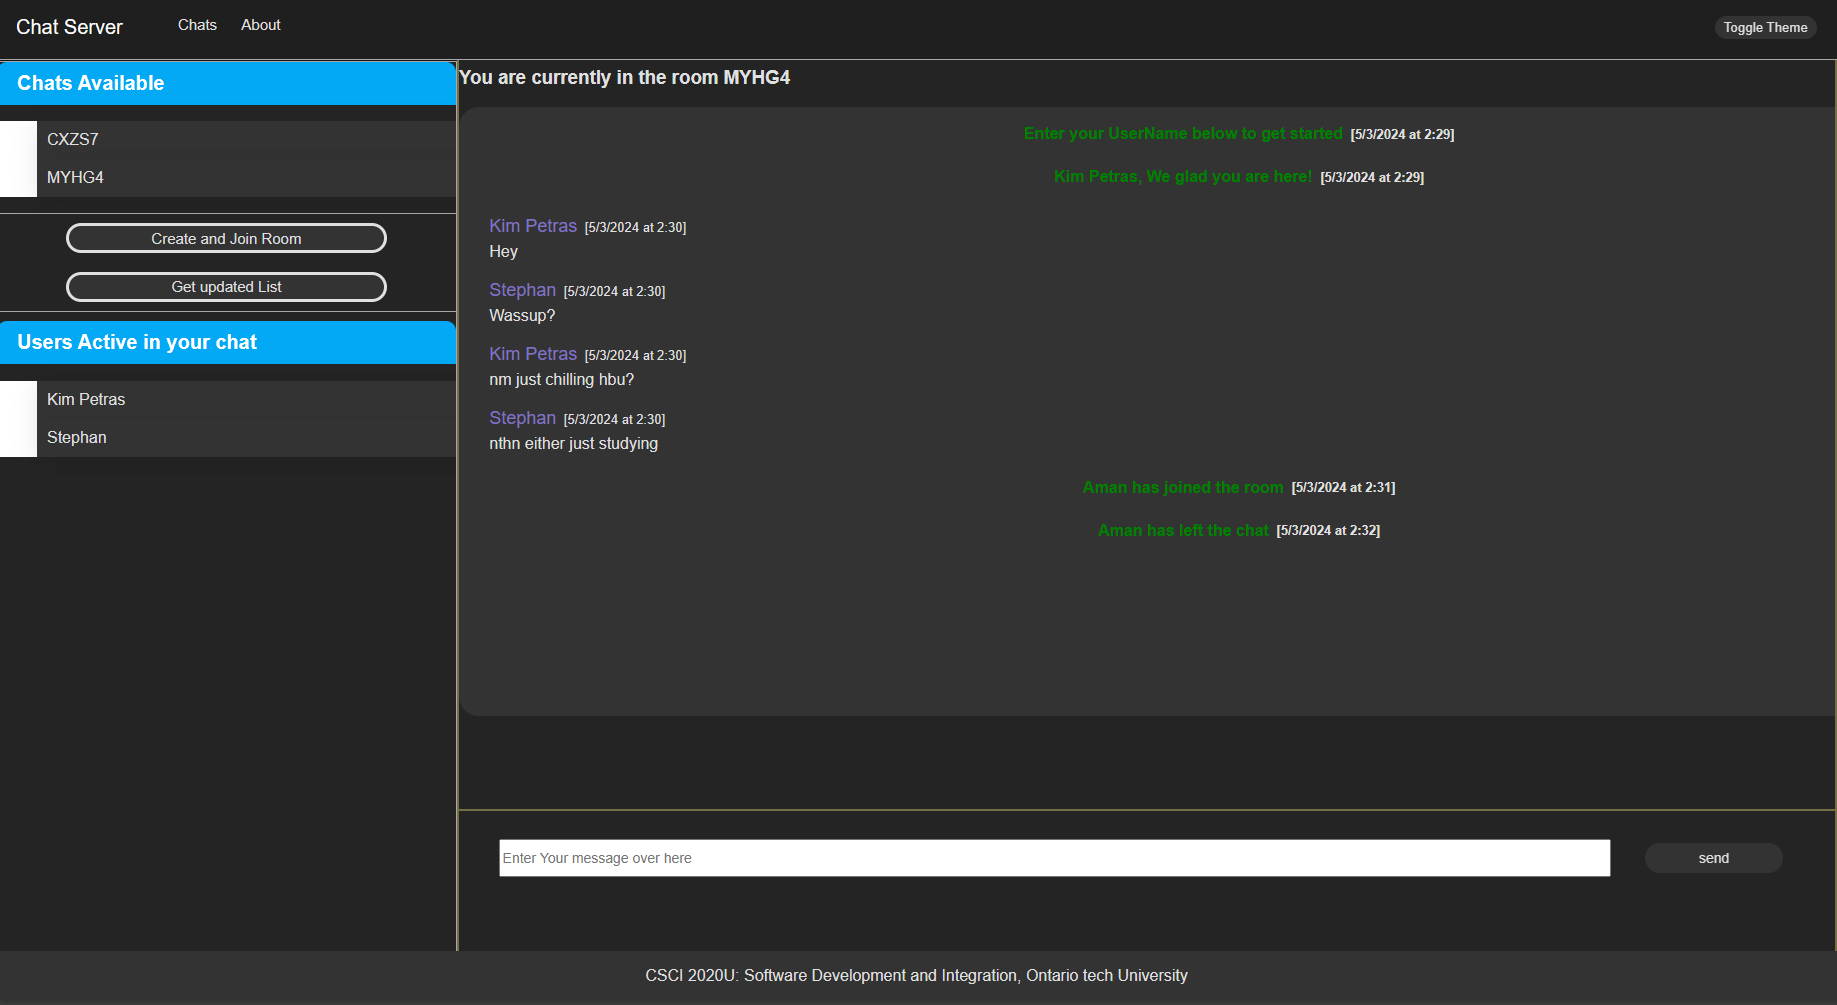 Chat Server
Chats
About
Toggle Theme
Chats Available
CXZS7
MYHG4
Create and Join Room
Get updated List
Users Active in your chat
Kim Petras
Stephan
You are currently in the room MYHG4
Enter your UserName below to get started [5/3/2024 at 2:29]
Kim Petras, We glad you are here! [5/3/2024 at 2:29]
Kim Petras [5/3/2024 at 2:30]
Hey
Stephan [5/3/2024 at 2:30]
Wassup?
Kim Petras [5/3/2024 at 2:30]
nm just chilling hbu?
Stephan [5/3/2024 at 2:30]
nthn either just studying
Aman has joined the room [5/3/2024 at 2:31]
Aman has left the chat [5/3/2024 at 2:32]
Enter Your message over here
send
CSCI 2020U: Software Development and Integration, Ontario tech University